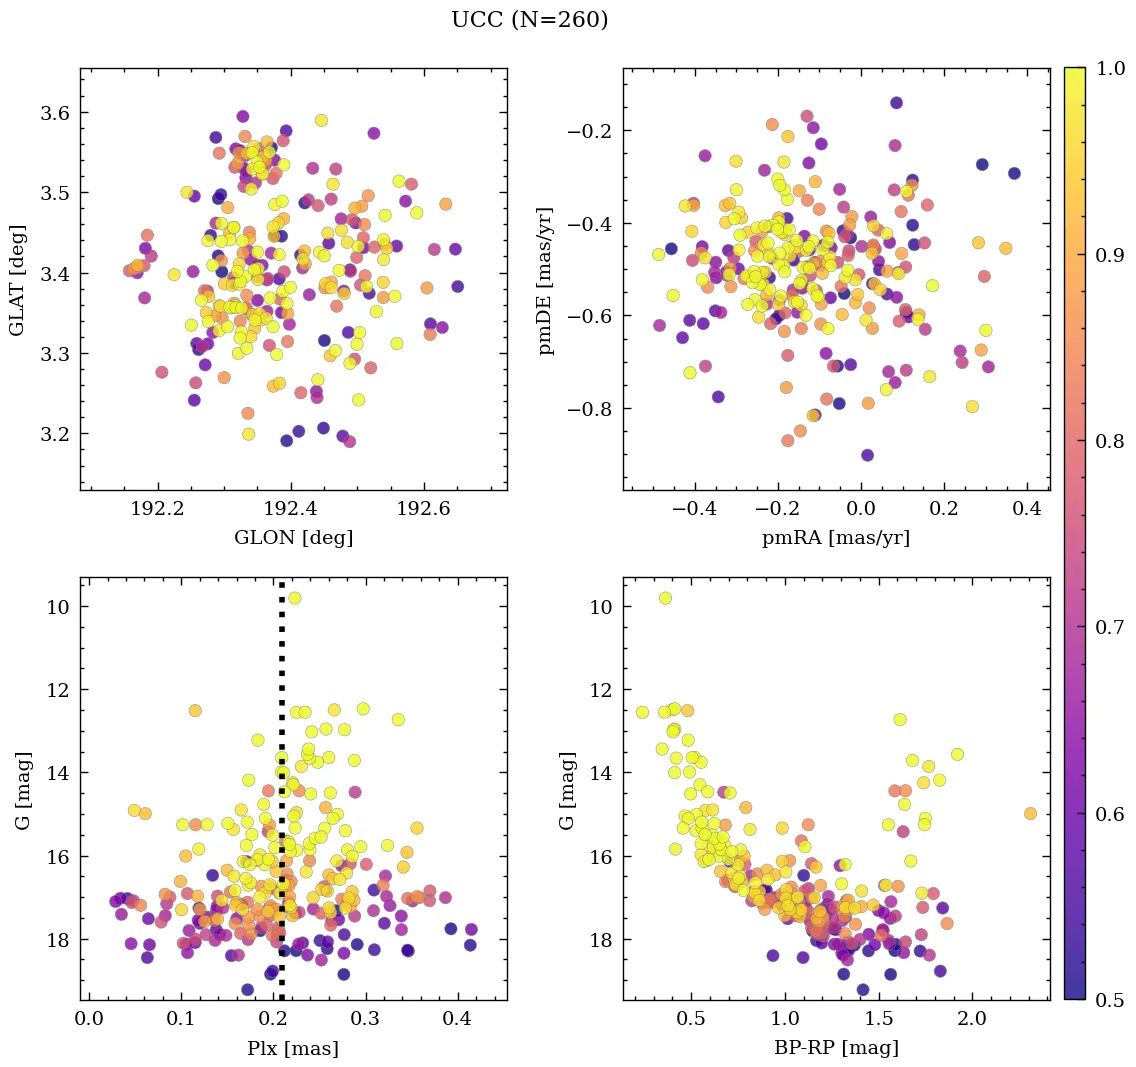 UCC (N=260)
3.6
3.5
3.4
3.3
3.2
GLAT [deg]
192.2 192.4 192.6
GLON [deg]
−0.2
−0.4
−0.6
−0.8
pmDE [mas/yr]
−0.4 −0.2 0.0 0.2 0.4
pmRA [mas/yr]
10
12
14
16
18
G [mag]
0.0 0.1 0.2 0.3 0.4
Plx [mas]
10
12
14
16
18
G [mag]
0.5 1.0 1.5 2.0
BP-RP [mag]
1.0
0.9
0.8
0.7
0.6
0.5